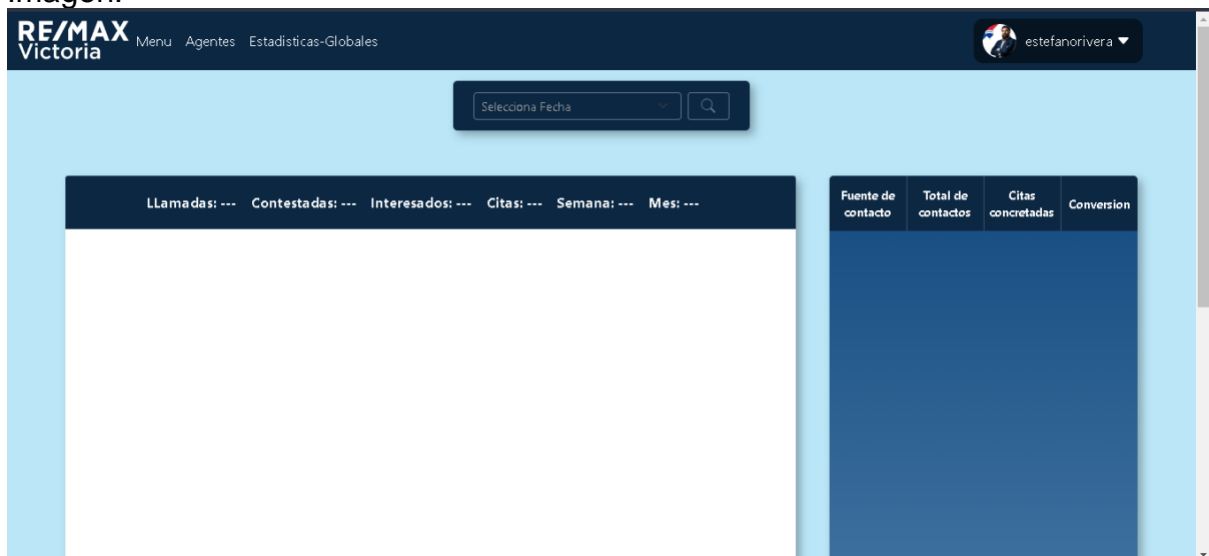 imagen.
RE/MAX
Victoria
Menu Agentes Estadisticas-Globales
estefanorivera
Selecciona Fecha
LLamadas: --- Contestadas: --- Interesados: --- Citas: --- Semana: --- Mes: ---
Fuente de
contacto
Total de
contactos
Citas
concretadas
Conversion